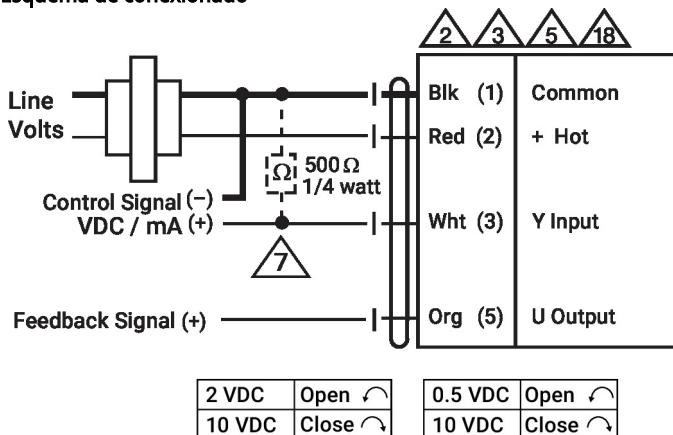 Esquema de conexionado
2 3 5 18
Line
Volts
Blk (1) Common
Red (2) + Hot
Ω 500 Ω
1/4 watt
Control Signal (−)
VDC / mA (+)
Wht (3) Y Input
7
Feedback Signal (+)
Org (5) U Output
2 VDC Open 0.5 VDC Open
10 VDC Close 10 VDC Close